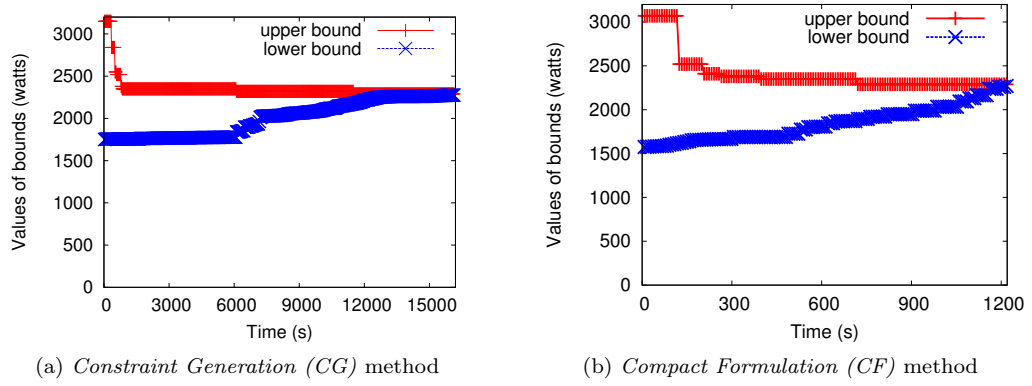 3000
2500
2000
1500
1000
500
0
Values of bounds (watts)
upper bound
lower bound
0 3000 6000 9000 12000 15000
Time (s)
(a) Constraint Generation (CG) method
3000
2500
2000
1500
1000
500
0
Values of bounds (watts)
upper bound
lower bound
0 300 600 900 1200
Time (s)
(b) Compact Formulation (CF) method